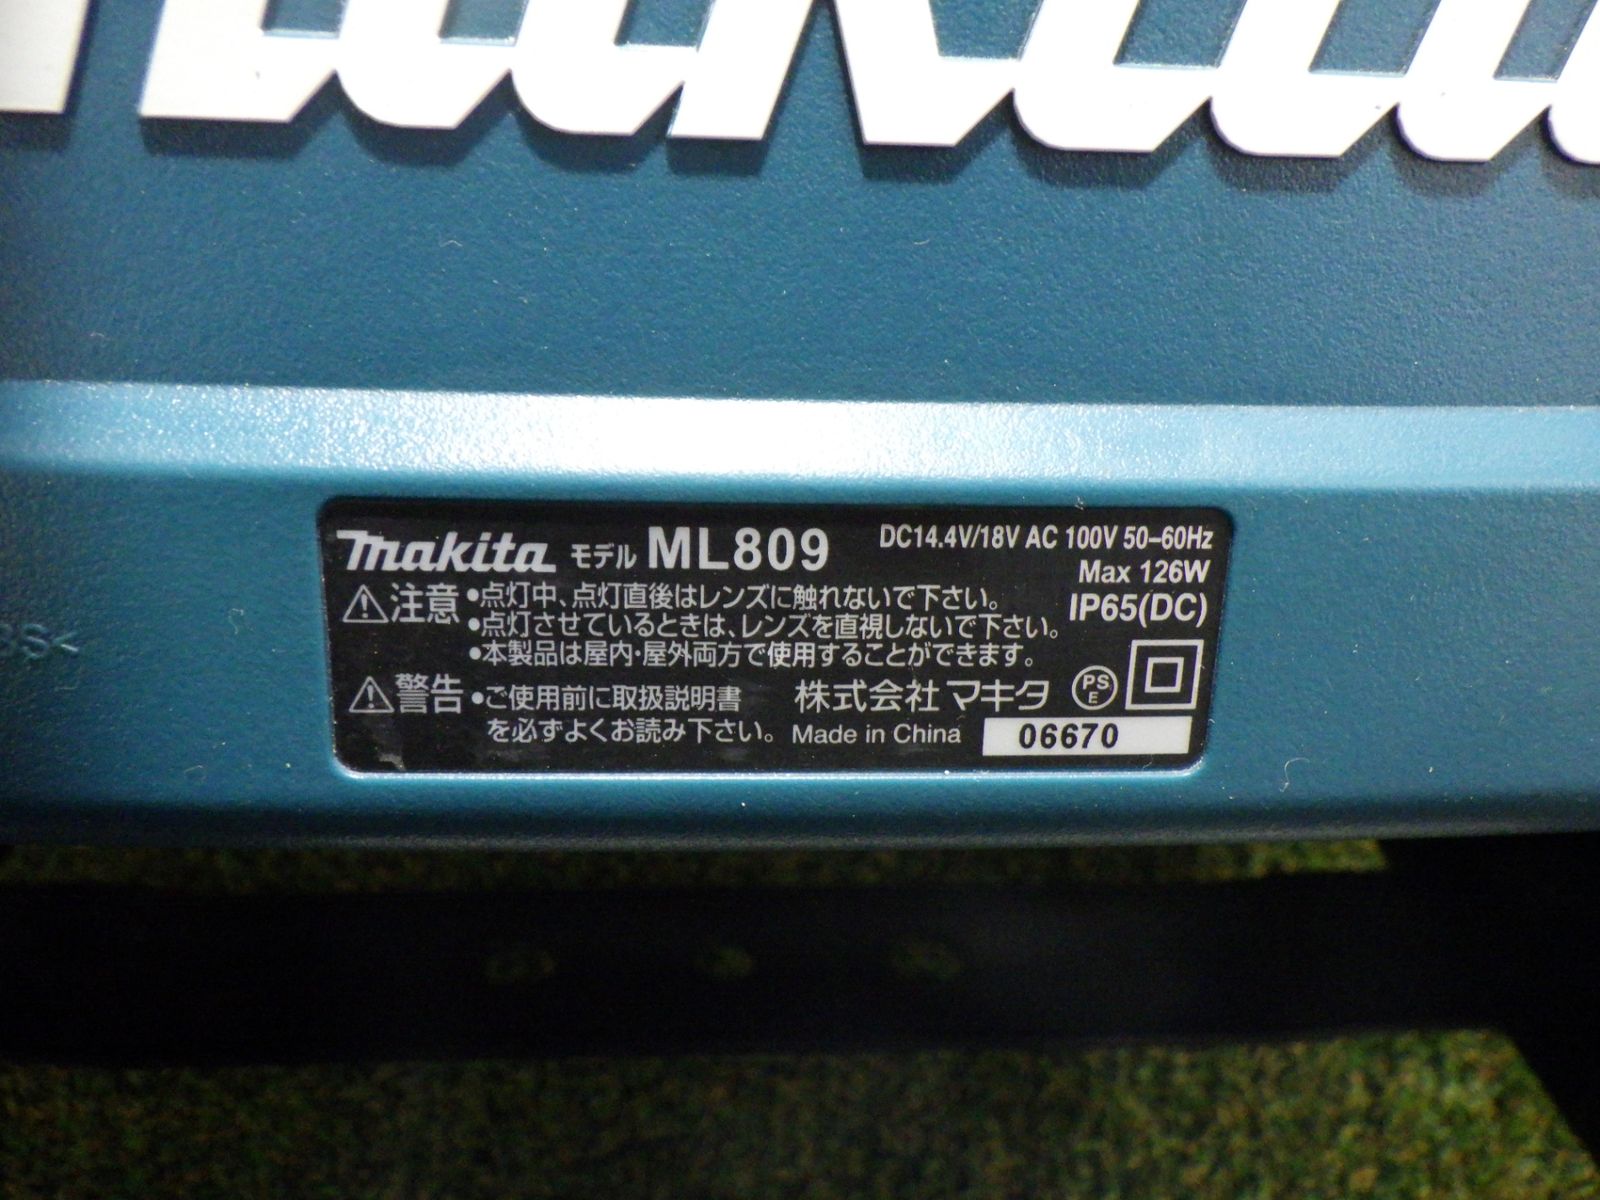 makita
makita モデル ML809 DC14.4V/18V AC 100V 50-60Hz
Max 126W
IP65(DC)
⚠注意 •点灯中、点灯直後はレンズに触れないで下さい。
•点灯させているときは、レンズを直視しないで下さい。
•本製品は屋内・屋外両方で使用することができます。
⚠警告 •ご使用前に取扱説明書
を必ずよくお読み下さい。
株式会社 マキタ
PS
E
Made in China 06670